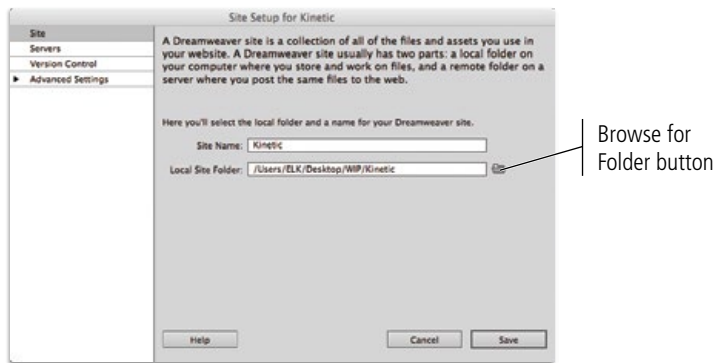 Site Setup for Kinetic
Site
Servers
Version Control
Advanced Settings
A Dreamweaver site is a collection of all of the files and assets you use in
your website. A Dreamweaver site usually has two parts: a local folder on
your computer where you store and work on files, and a remote folder on a
server where you post the same files to the web.
Here you'll select the local folder and a name for your Dreamweaver site.
Site Name: Kinetic
Local Site Folder: /Users/ELK/Desktop/WIP/Kinetic
Browse for
Folder button
Help
Cancel
Save